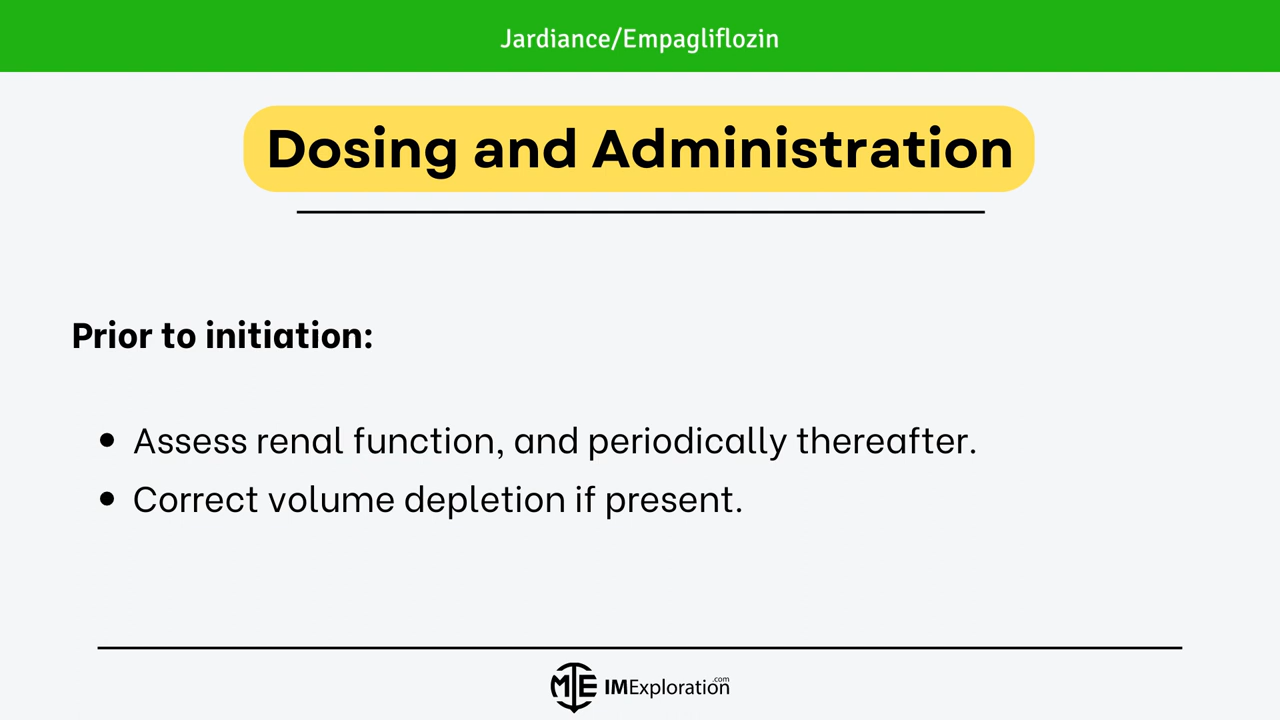 Jardiance/Empagliflozin
Dosing and Administration
Prior to initiation:
• Assess renal function, and periodically thereafter.
• Correct volume depletion if present.
MIE IMExploration.com